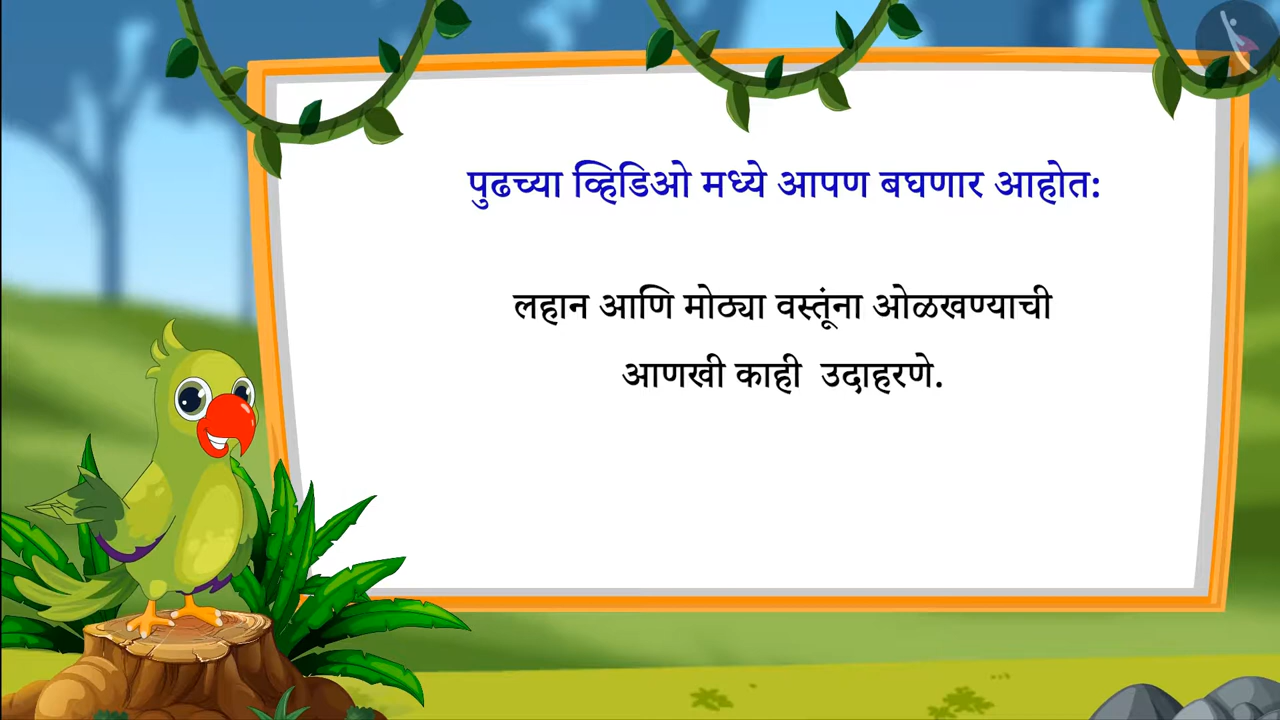 पुढच्या व्हिडिओ मध्ये आपण बघणार आहोत:
लहान आणि मोठ्या वस्तूंना ओळखण्याची
आणखी काही उदाहरणे.